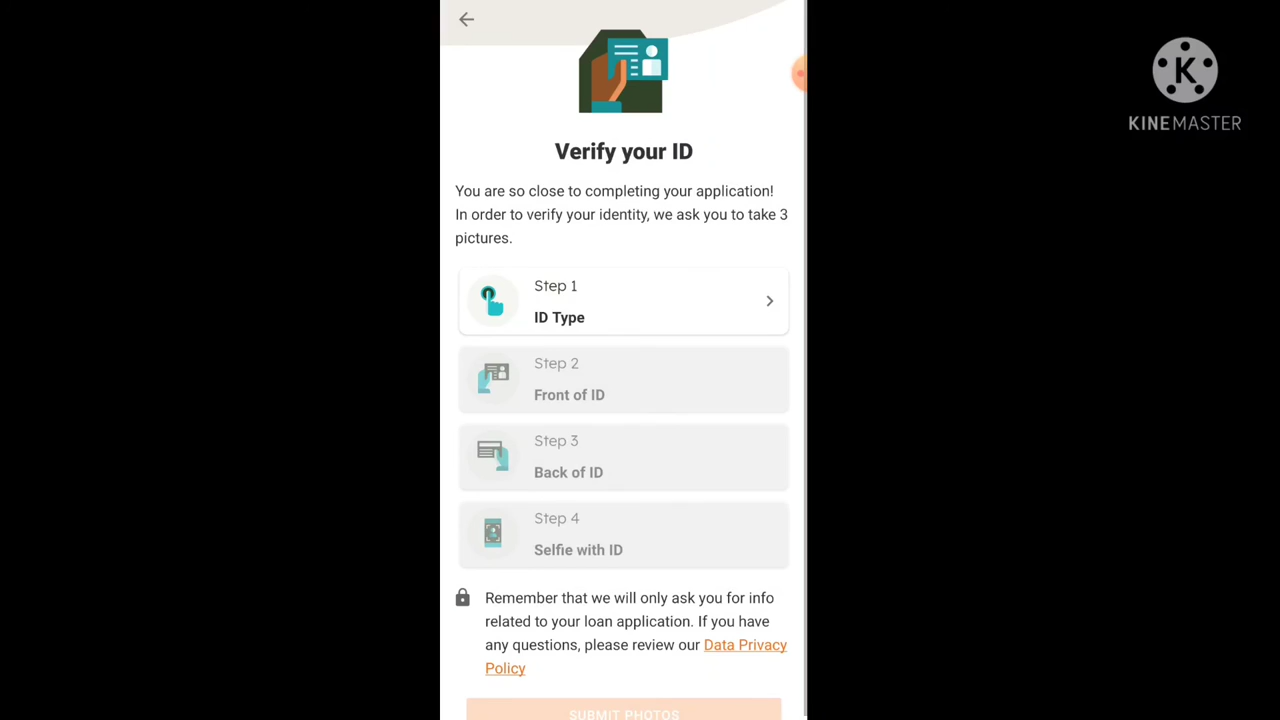 Verify your ID
You are so close to completing your application!
In order to verify your identity, we ask you to take 3
pictures.
Step 1
ID Type
Step 2
Front of ID
Step 3
Back of ID
Step 4
Selfie with ID
Remember that we will only ask you for info
related to your loan application. If you have
any questions, please review our Data Privacy
Policy
SUBMIT PHOTOS
K
KINEMASTER